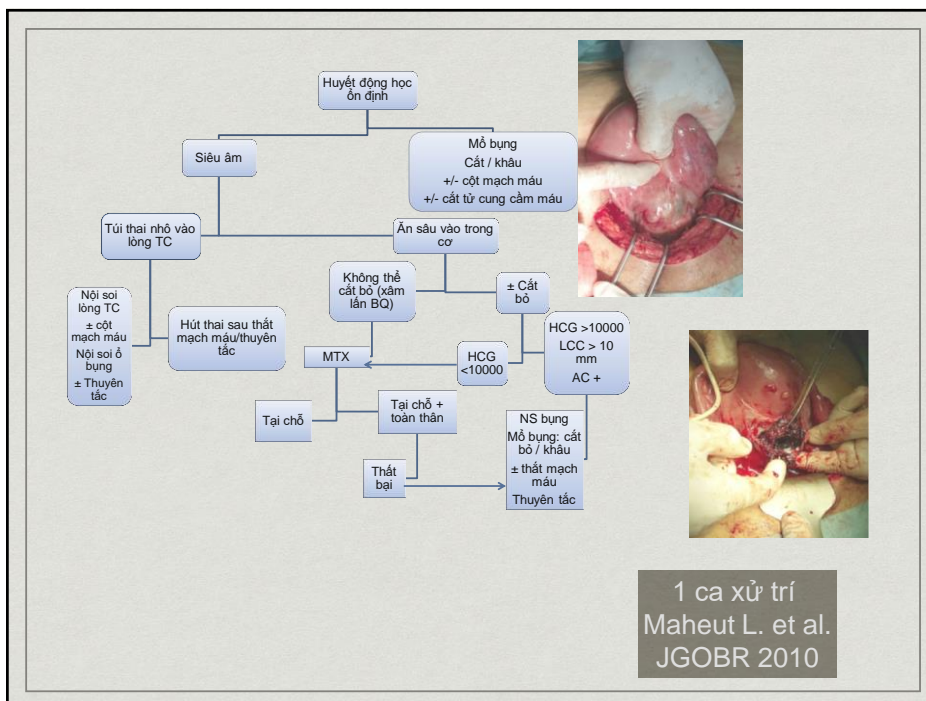 Huyết động học
ổn định
Siêu âm
Mổ bụng
Cắt / khâu
+/- cột mạch máu
+/- cắt tử cung cầm máu
Túi thai nhô vào
lòng TC
Ăn sâu vào trong
cơ
Nội soi
lòng TC
± cột
mạch máu
Nội soi ổ
bụng
± Thuyên
tắc
Hút thai sau thắt
mạch máu/thuyên
tắc
Không thể
cắt bỏ (xâm
lấn BQ)
± Cắt
bỏ
MTX
HCG
<10000
HCG >10000
LCC > 10
mm
AC +
Tại chỗ
Tại chỗ +
toàn thân
Thất
bại
NS bụng
Mổ bụng: cắt
bỏ / khâu
± thắt mạch
máu
Thuyên tắc
1 ca xử trí
Maheut L. et al.
JGOBR 2010